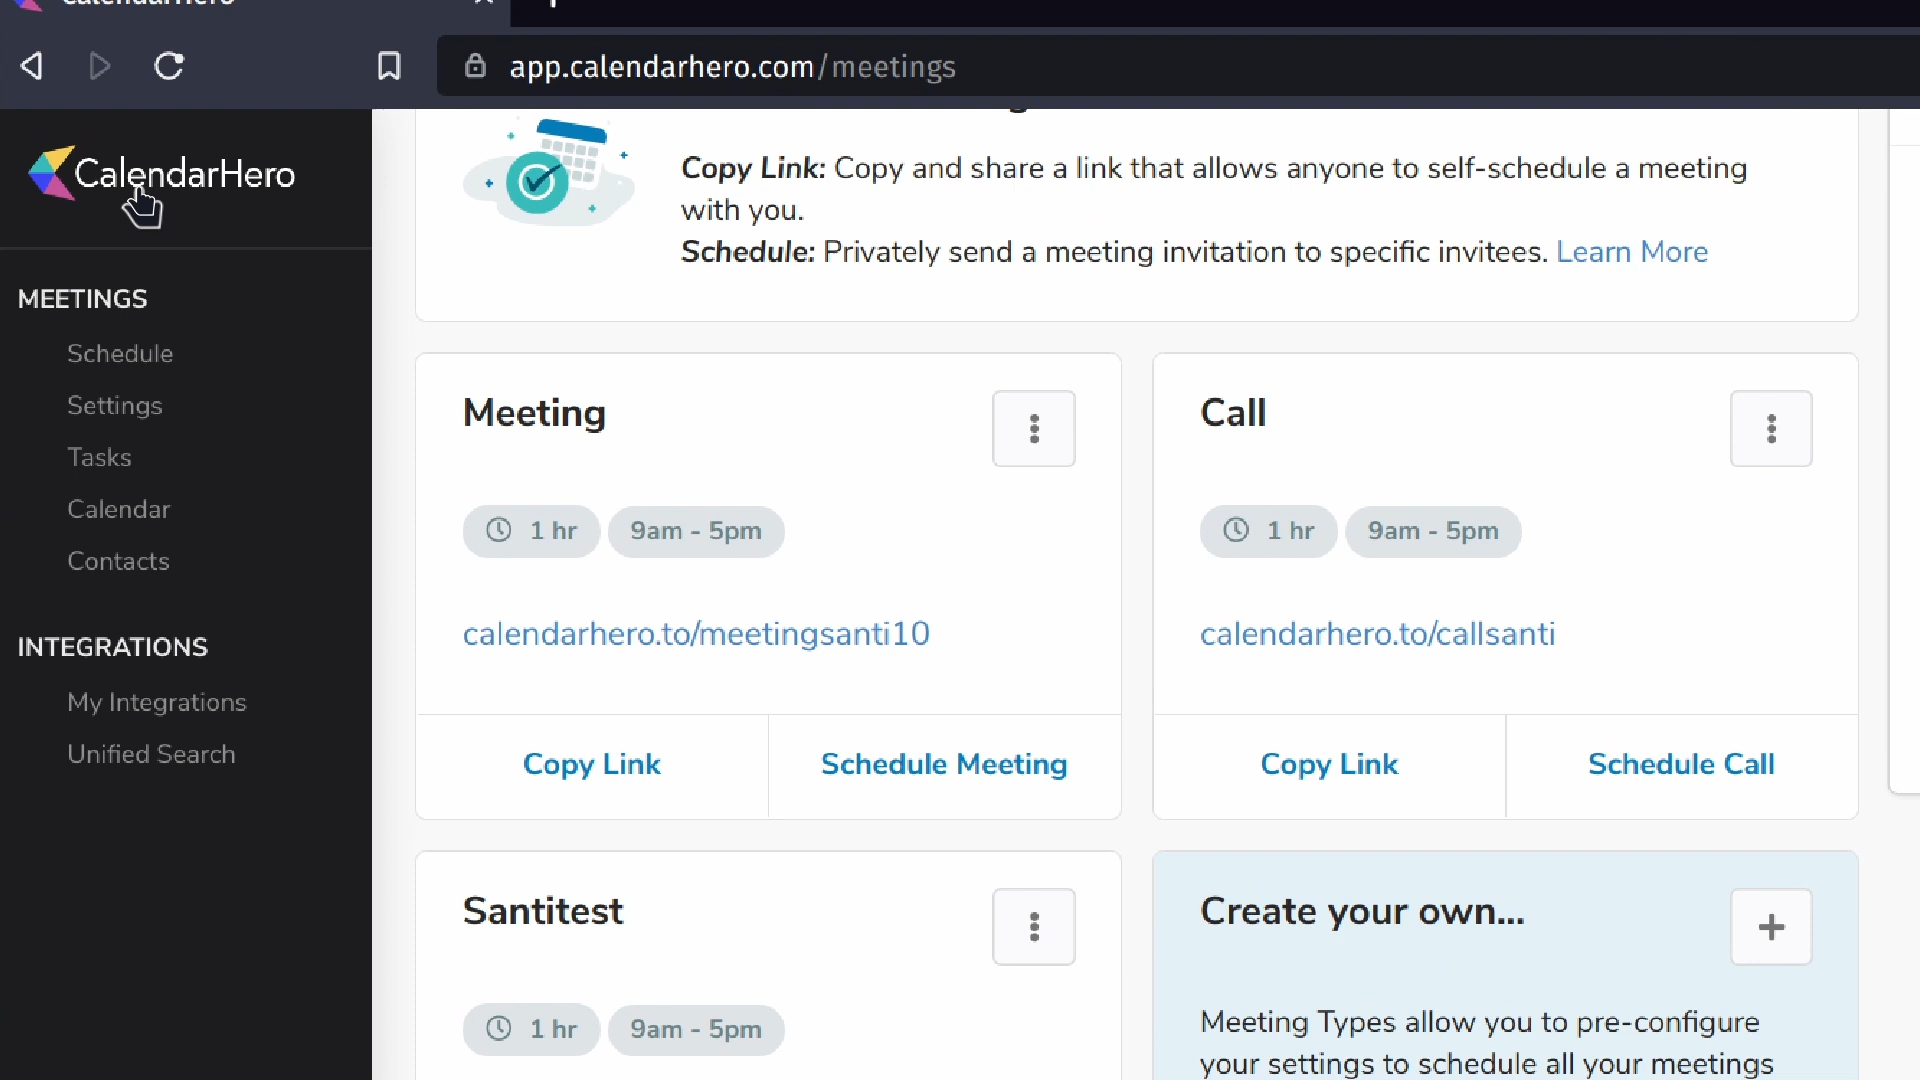 app.calendarhero.com/meetings
CalendarHero
Copy Link: Copy and share a link that allows anyone to self-schedule a meeting
with you.
Schedule: Privately send a meeting invitation to specific invitees. Learn More
MEETINGS
Schedule
Settings
Tasks
Calendar
Contacts
INTEGRATIONS
My Integrations
Unified Search
Meeting
1 hr 9am - 5pm
calendarhero.to/meetingsanti10
Copy Link Schedule Meeting
Call
1 hr 9am - 5pm
calendarhero.to/callsanti
Copy Link Schedule Call
Santitest
1 hr 9am - 5pm
Create your own...
Meeting Types allow you to pre-configure
your settings to schedule all your meetings